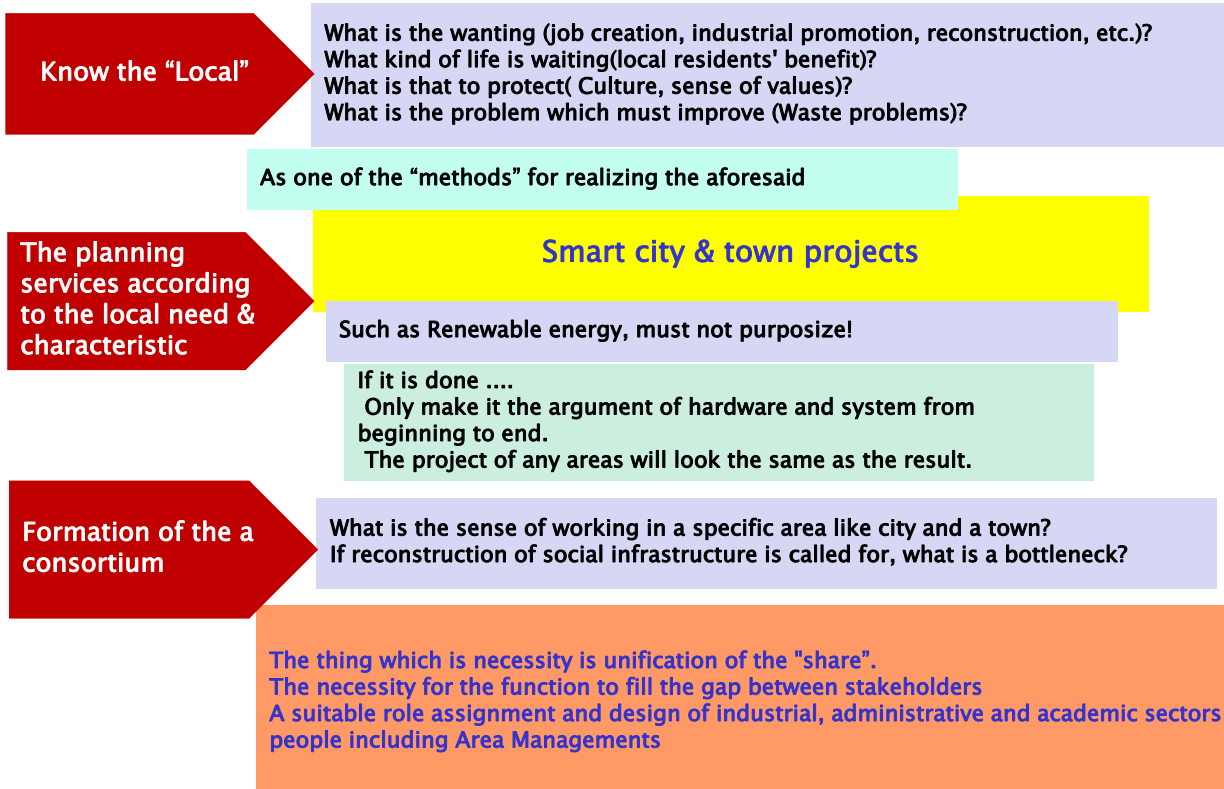 Know the “Local”
What is the wanting (job creation, industrial promotion, reconstruction, etc.)?
What kind of life is waiting(local residents' benefit)?
What is that to protect( Culture, sense of values)?
What is the problem which must improve (Waste problems)?
As one of the “methods” for realizing the aforesaid
The planning
services according
to the local need &
characteristic
Smart city & town projects
Such as Renewable energy, must not purposize!
If it is done ....
Only make it the argument of hardware and system from
beginning to end.
The project of any areas will look the same as the result.
Formation of the a
consortium
What is the sense of working in a specific area like city and a town?
If reconstruction of social infrastructure is called for, what is a bottleneck?
The thing which is necessity is unification of the "share”.
The necessity for the function to fill the gap between stakeholders
A suitable role assignment and design of industrial, administrative and academic sectors
people including Area Managements